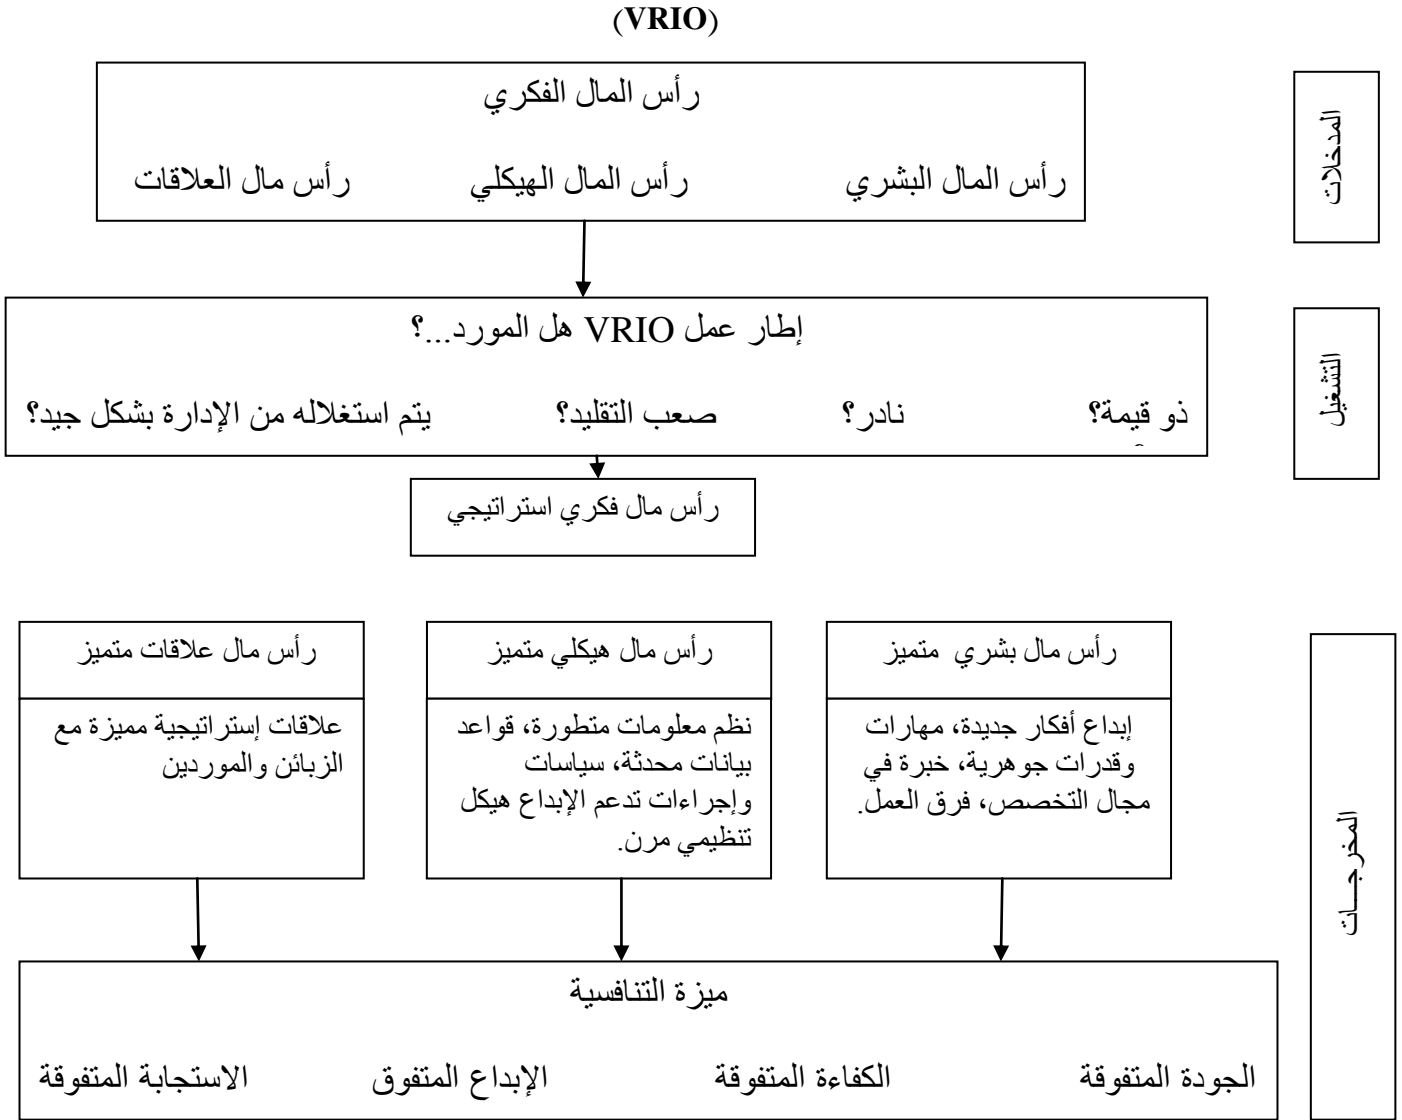 (VRIO)
رأس المال الفكري
المدخلات
رأس المال البشري
رأس المال الهيكلي
رأس مال العلاقات
إطار عمل VRIO هل المورد...؟
التشغيل
ذو قيمة؟
نادر؟
صعب التقليد؟
يتم استغلاله من الإدارة بشكل جيد؟
رأس مال فكري استراتيجي
رأس مال بشري متميز
إبداع أفكار جديدة، مهارات
وقدرات جوهرية، خبرة في
مجال التخصص، فرق العمل.
رأس مال هيكلي متميز
نظم معلومات متطورة، قواعد
بيانات محدثة، سياسات
وإجراءات تدعم الإبداع هيكل
تنظيمي مرن.
رأس مال علاقات متميز
علاقات إستراتيجية مميزة مع
الزبائن والموردين
المخرجـــات
ميزة التنافسية
الجودة المتفوقة
الكفاءة المتفوقة
الإبداع المتفوق
الاستجابة المتفوقة